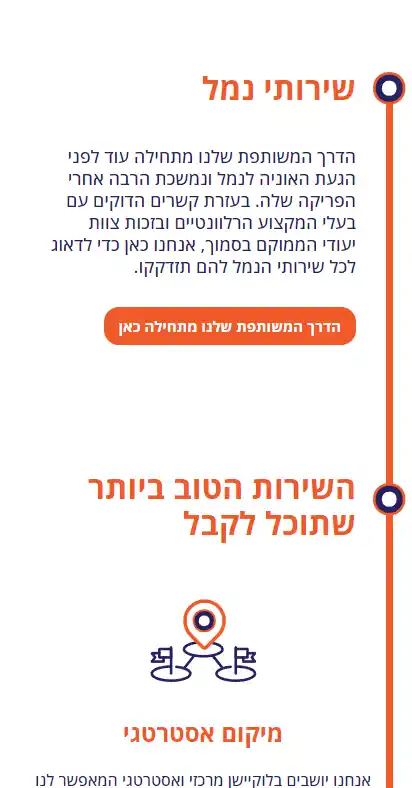 שירותי נמל
הדרך המשותפת שלנו מתחילה עוד לפני
הגעת האוניה לנמל ונמשכת הרבה אחרי
הפריקה שלה. בעזרת קשרים הדוקים עם
בעלי המקצוע הרלוונטיים ובזכות צוות
יעודי הממוקם בסמוך, אנחנו כאן כדי לדאוג
לכל שירותי הנמל להם תזדקקו.
הדרך המשותפת שלנו מתחילה כאן
השירות הטוב ביותר
שתוכל לקבל
מיקום אסטרטגי
אנחנו יושבים בלוקיישן מרכזי ואסטרטגי המאפשר לנו